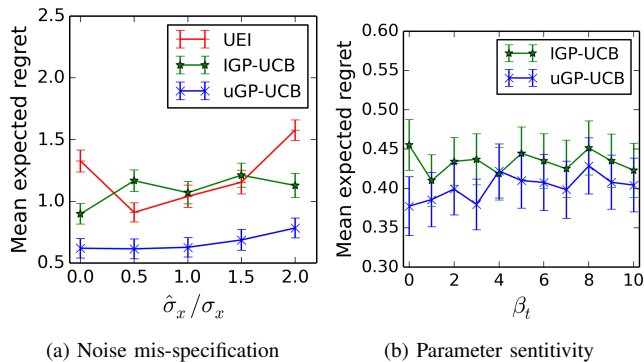 2.5
2.0
1.5
1.0
0.5
Mean expected regret
UEI
IGP-UCB
uGP-UCB
0.0 0.5 1.0 1.5 2.0
σ̂ₓ/σₓ
(a) Noise mis-specification
0.60
0.55
0.50
0.45
0.40
0.35
0.30
Mean expected regret
IGP-UCB
uGP-UCB
0 2 4 6 8 10
βₜ
(b) Parameter sentitivity